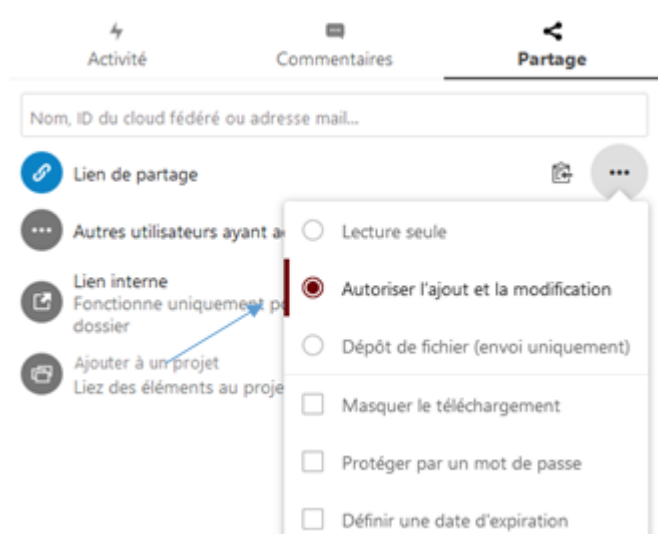 Activité
Commentaires
Partage
Nom, ID du cloud fédéré ou adresse mail...
Lien de partage
Autres utilisateurs ayant
Lecture seule
Lien interne
Autoriser l'ajout et la modification
Fonctionne uniquement
dossier
Dépôt de fichier (envoi uniquement)
Ajouter à un projet
Liez des éléments au
Masquer le téléchargement
Protéger par un mot de passe
Définir une date d'expiration